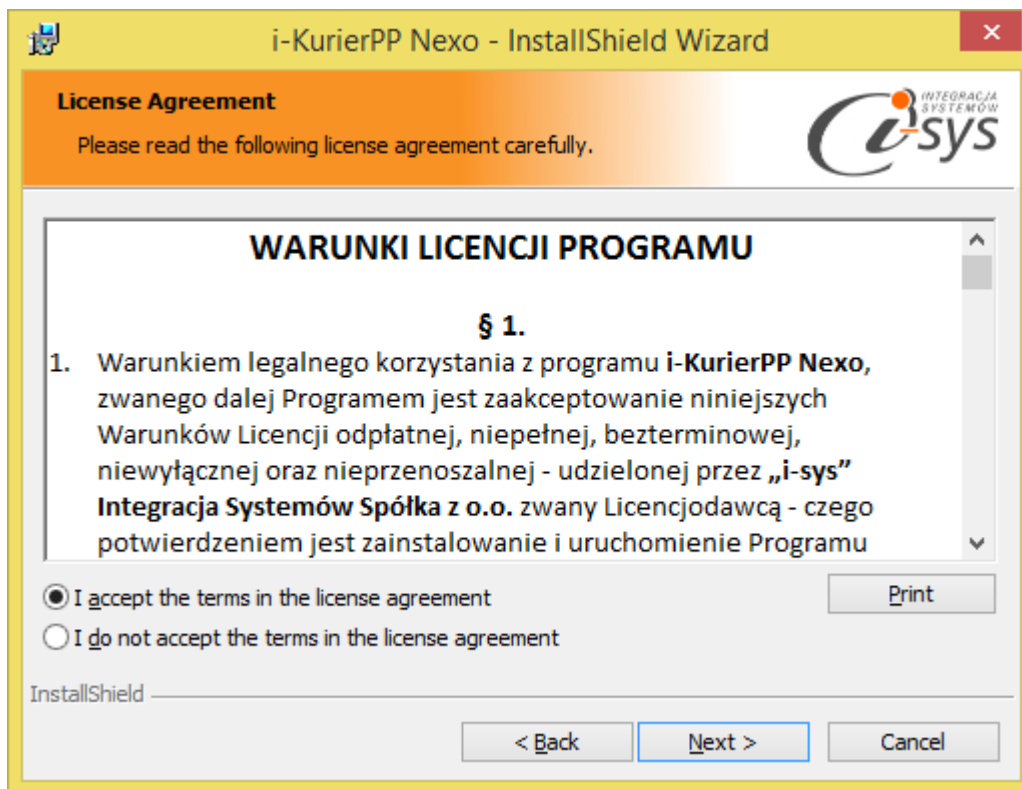 i-KurierPP Nexo - InstallShield Wizard
License Agreement
Please read the following license agreement carefully.
INTEGRACJA
SYSTEMÓW
i-sys
WARUNKI LICENCJI PROGRAMU
§ 1.
1. Warunkiem legalnego korzystania z programu i-KurierPP Nexo,
zwanego dalej Programem jest zaakceptowanie niniejszych
Warunków Licencji odpłatnej, niepełnej, bezterminowej,
niewyłącznej oraz nieprzenoszalnej - udzielonej przez „i-sys”
Integracja Systemów Spółka z o.o. zwany Licencjodawcą - czego
potwierdzeniem jest zainstalowanie i uruchomienie Programu
I accept the terms in the license agreement
Print
I do not accept the terms in the license agreement
InstallShield
< Back
Next >
Cancel